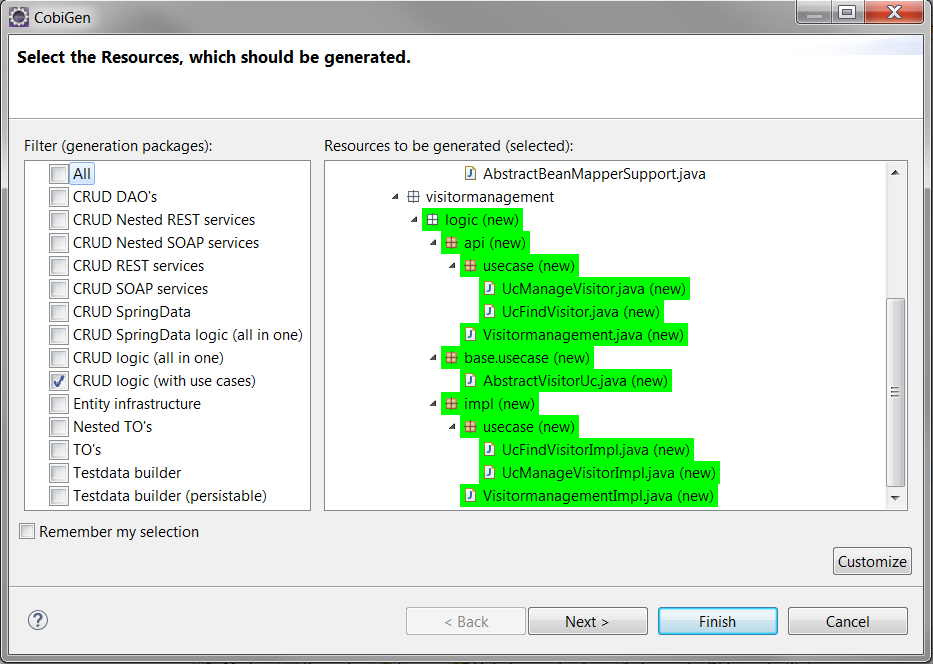 CobiGen
Select the Resources, which should be generated.
Filter (generation packages):
All
CRUD DAO's
CRUD Nested REST services
CRUD Nested SOAP services
CRUD REST services
CRUD SOAP services
CRUD SpringData
CRUD SpringData logic (all in one)
CRUD logic (all in one)
CRUD logic (with use cases)
Entity infrastructure
Nested TO's
TO's
Testdata builder
Testdata builder (persistable)
Resources to be generated (selected):
AbstractBeanMapperSupport.java
visitormanagement
logic (new)
api (new)
usecase (new)
UcManageVisitor.java (new)
UcFindVisitor.java (new)
Visitormanagement.java (new)
base.usecase (new)
AbstractVisitorUc.java (new)
impl (new)
usecase (new)
UcFindVisitorImpl.java (new)
UcManageVisitorImpl.java (new)
VisitormanagementImpl.java (new)
Remember my selection
Customize
?
< Back
Next >
Finish
Cancel